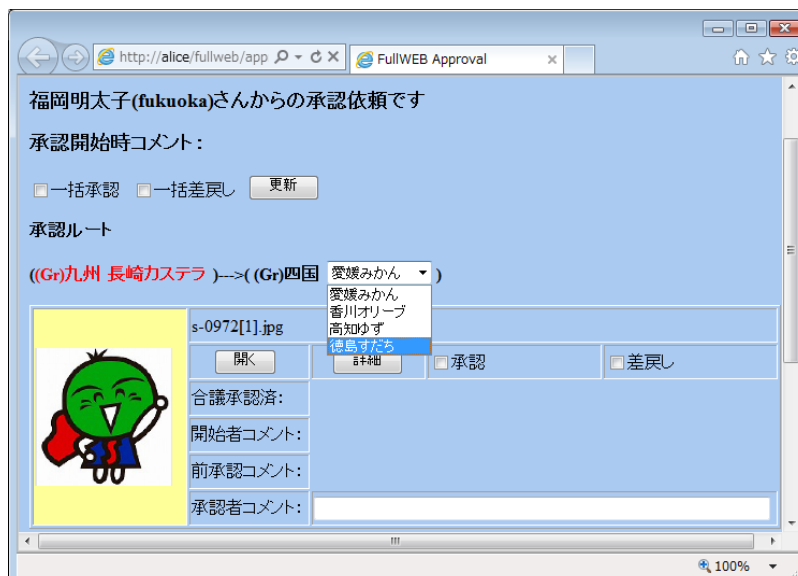 http://alice/fullweb/app
FullWEB Approval
福岡明太子(fukuoka)さんからの承認依頼です
承認開始時コメント:
一括承認 一括差戻し 更新
承認ルート
((Gr)九州 長崎カステラ )--->( (Gr)四国 愛媛みかん )
愛媛みかん
香川オリーブ
高知ゆず
徳島すだち
s-0972[1].jpg
開く 詳細 承認 差戻し
合議承認済:
開始者コメント:
前承認コメント:
承認者コメント:
100%